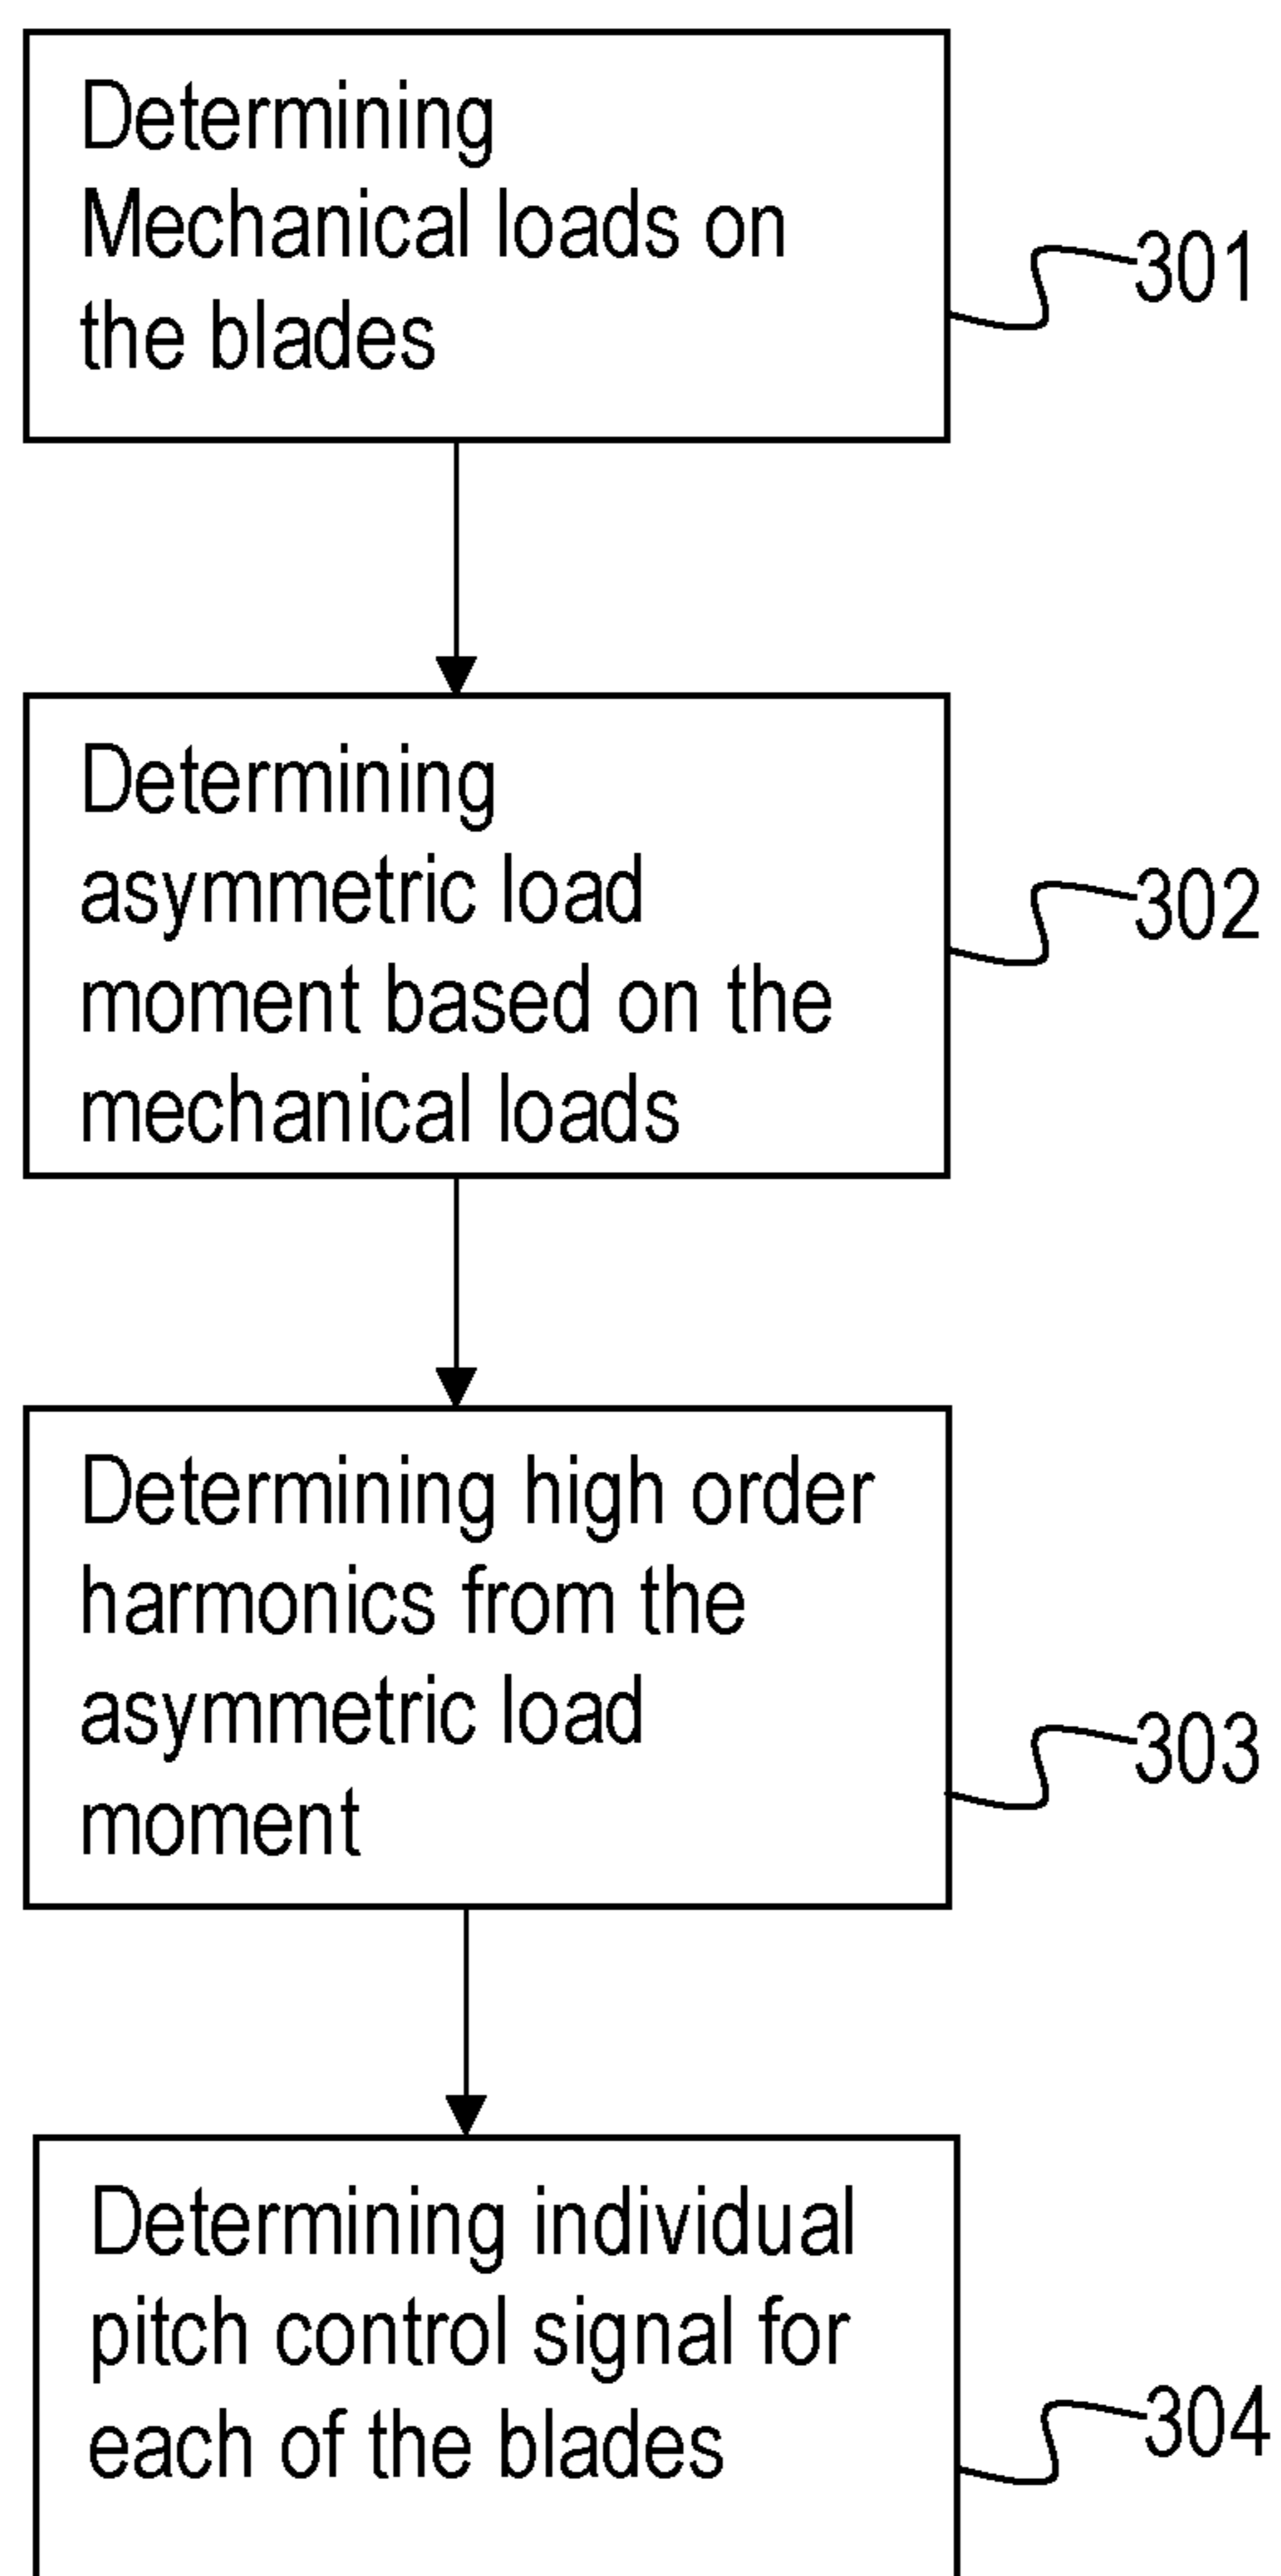 Determining
Mechanical loads on
the blades
301
Determining
asymmetric load
moment based on the
mechanical loads
302
Determining high order
harmonics from the
asymmetric load
moment
303
Determining individual
pitch control signal for
each of the blades
304